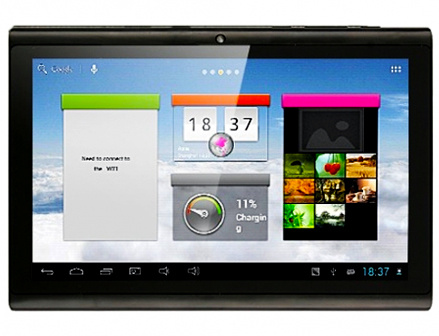 Google
Need to connect to
the WIFI
18 37
11%
Chargin
g
18:37